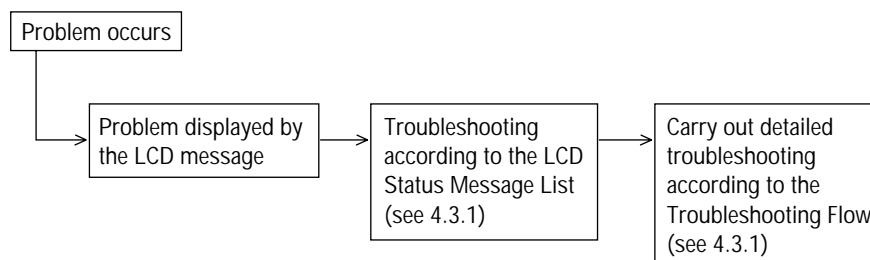 Problem occurs
Problem displayed by
the LCD message
Troubleshooting
according to the LCD
Status Message List
(see 4.3.1)
Carry out detailed
troubleshooting
according to the
Troubleshooting Flow
(see 4.3.1)